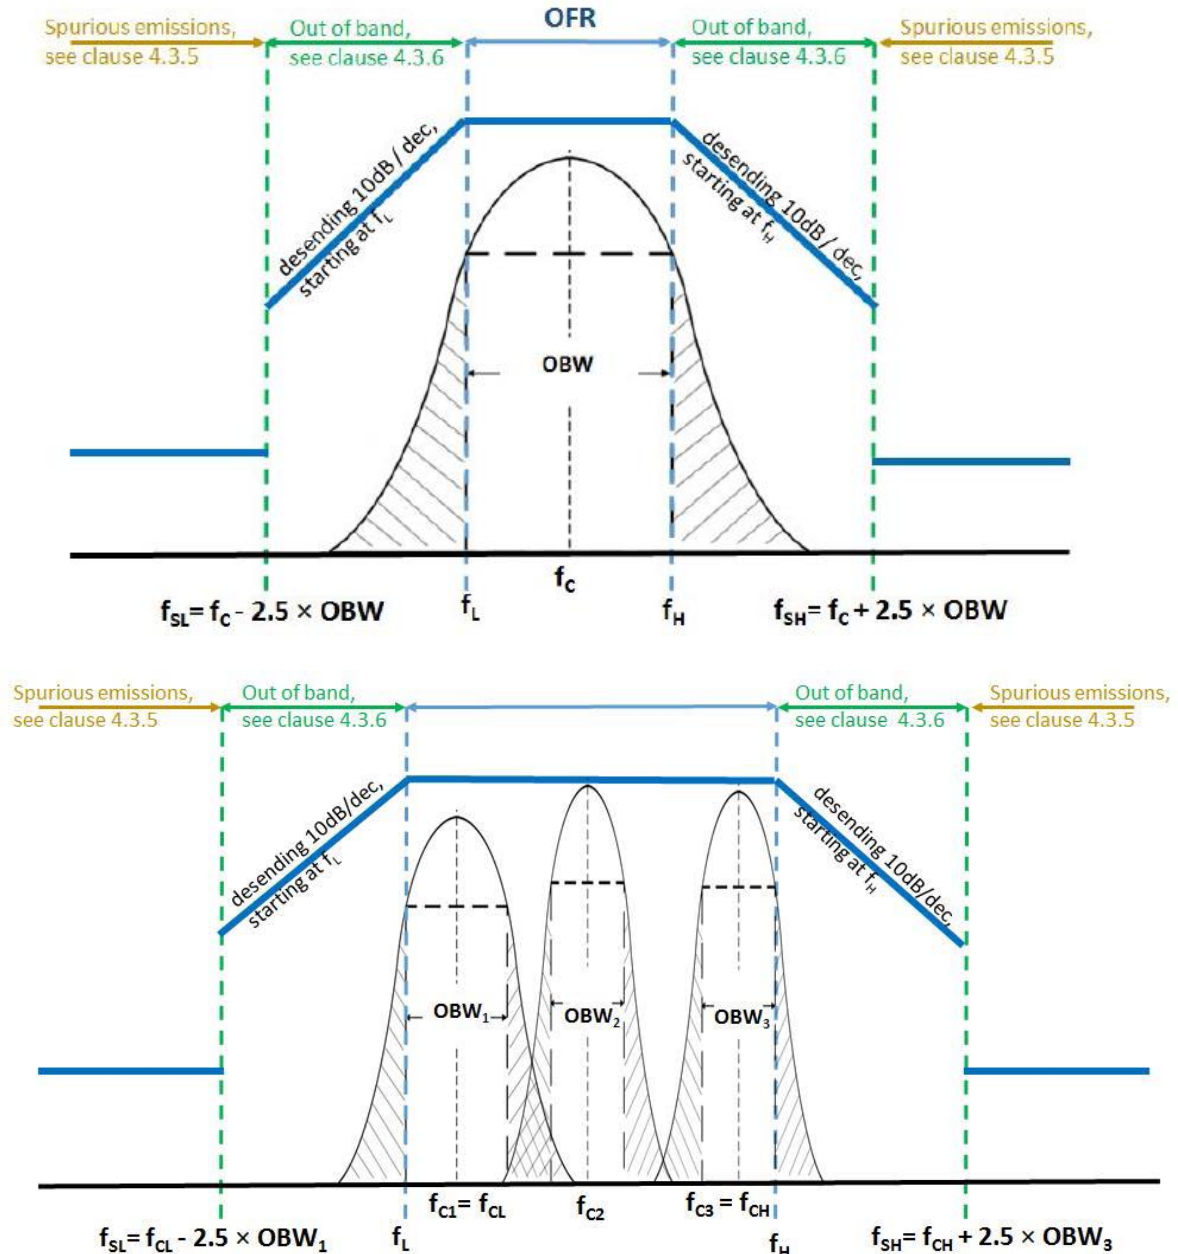 OFR
Spurious emissions,
see clause 4.3.5
Out of band,
see clause 4.3.6
Out of band,
see clause 4.3.6
Spurious emissions,
see clause 4.3.5
desending 10dB / dec,
starting at fL
desending 10dB / dec,
starting at fH
OBW
fC
fL
fH
fSL= fC - 2.5 × OBW
fSH= fC + 2.5 × OBW
Spurious emissions,
see clause 4.3.5
Out of band,
see clause 4.3.6
Out of band,
see clause 4.3.6
Spurious emissions,
see clause 4.3.5
desending 10dB/dec,
starting at fL
desending 10dB/dec,
starting at fH
OBW1
OBW2
OBW3
fC1= fCL
fC2
fC3 = fCH
fSL= fCL - 2.5 × OBW1
fL
fH
fSH= fCH + 2.5 × OBW3